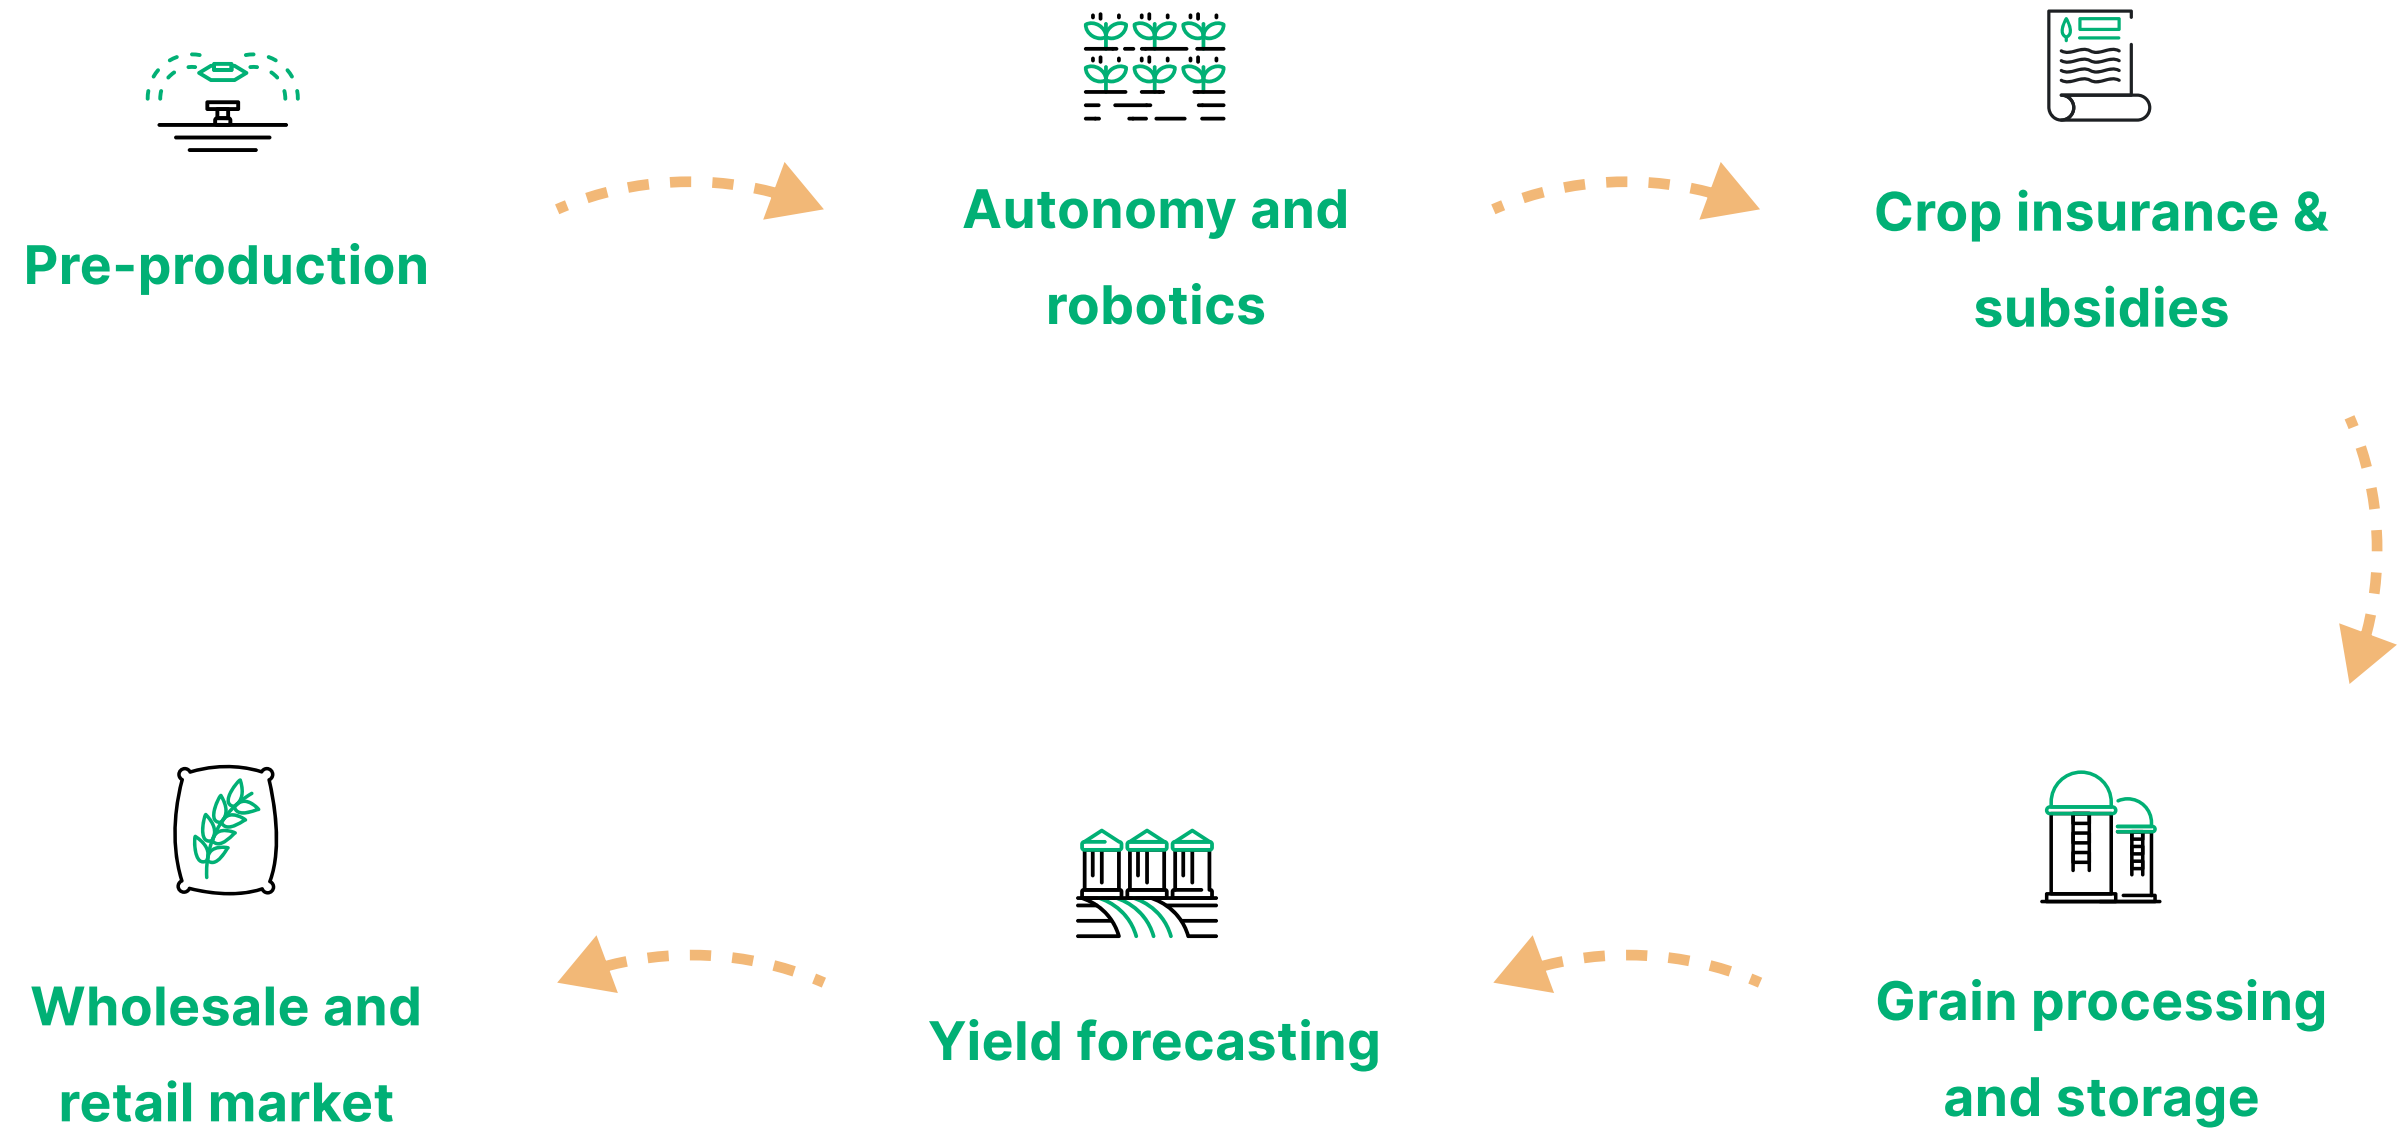 Pre-production
Autonomy and
robotics
Crop insurance &
subsidies
Grain processing
and storage
Yield forecasting
Wholesale and
retail market